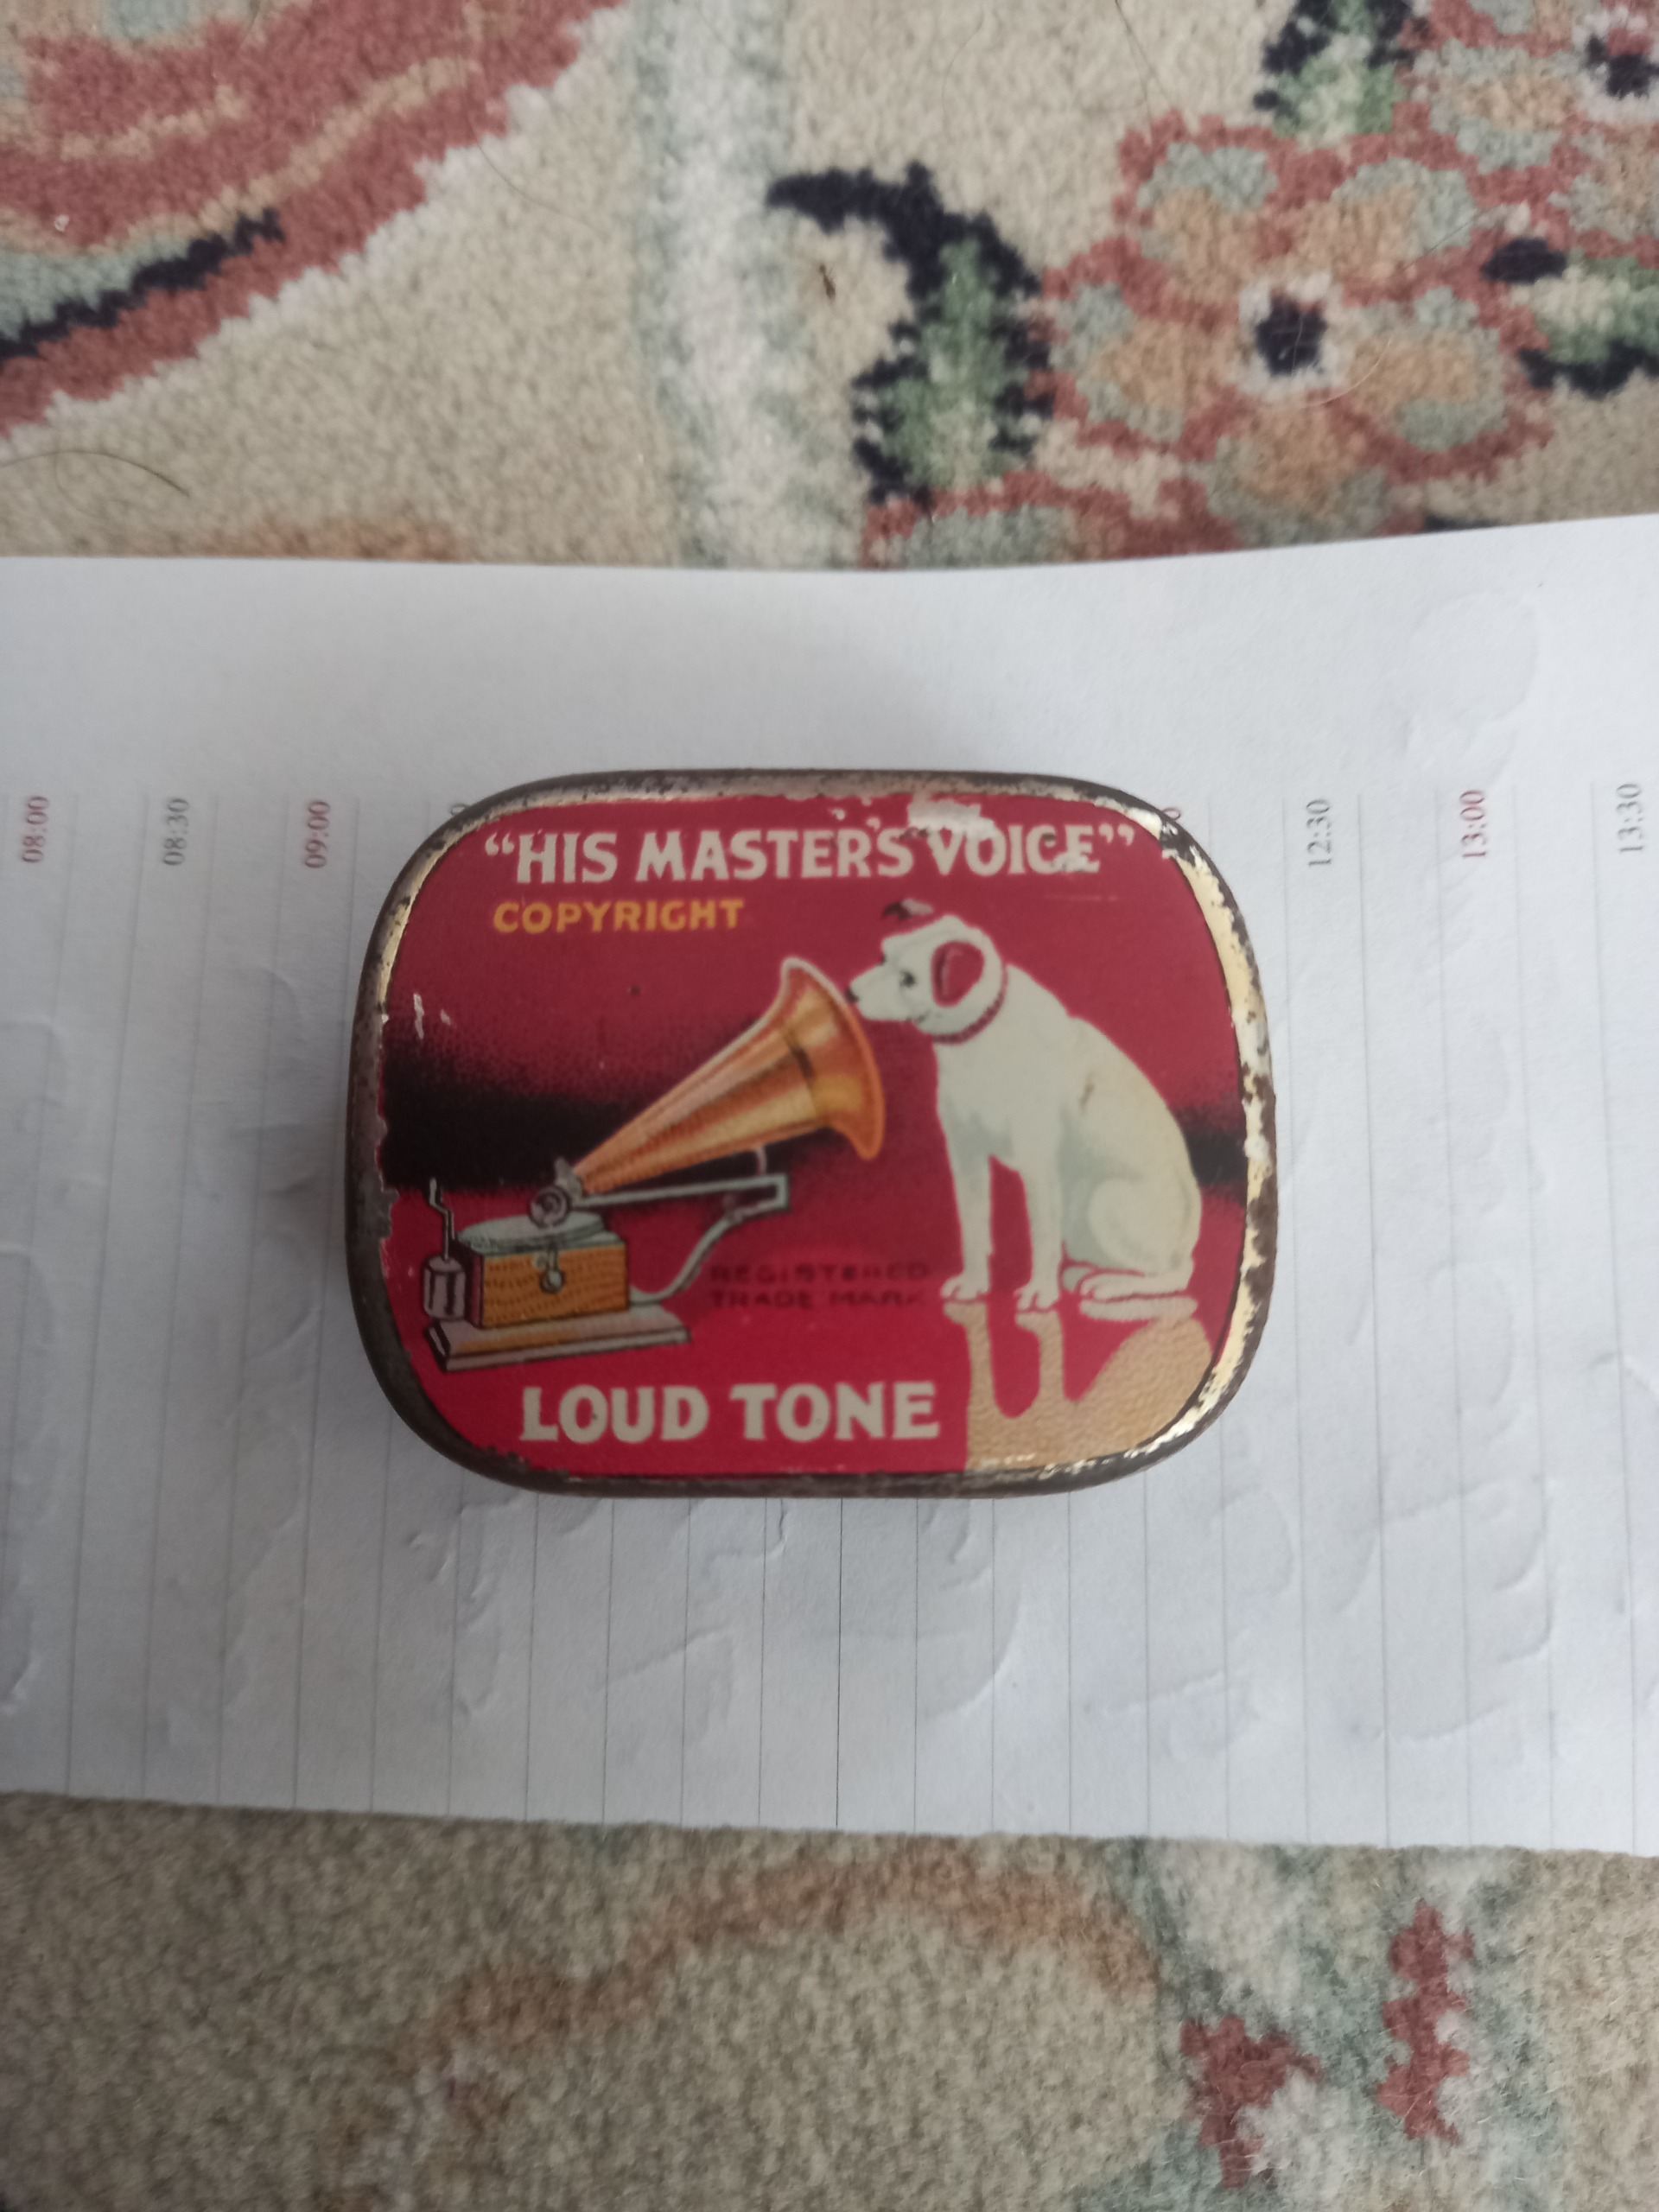 “HIS MASTER'S VOICE”
COPYRIGHT
REGISTERED
TRADE MARK
LOUD TONE
08:00
08:30
09:00
12:30
13:00
13:30